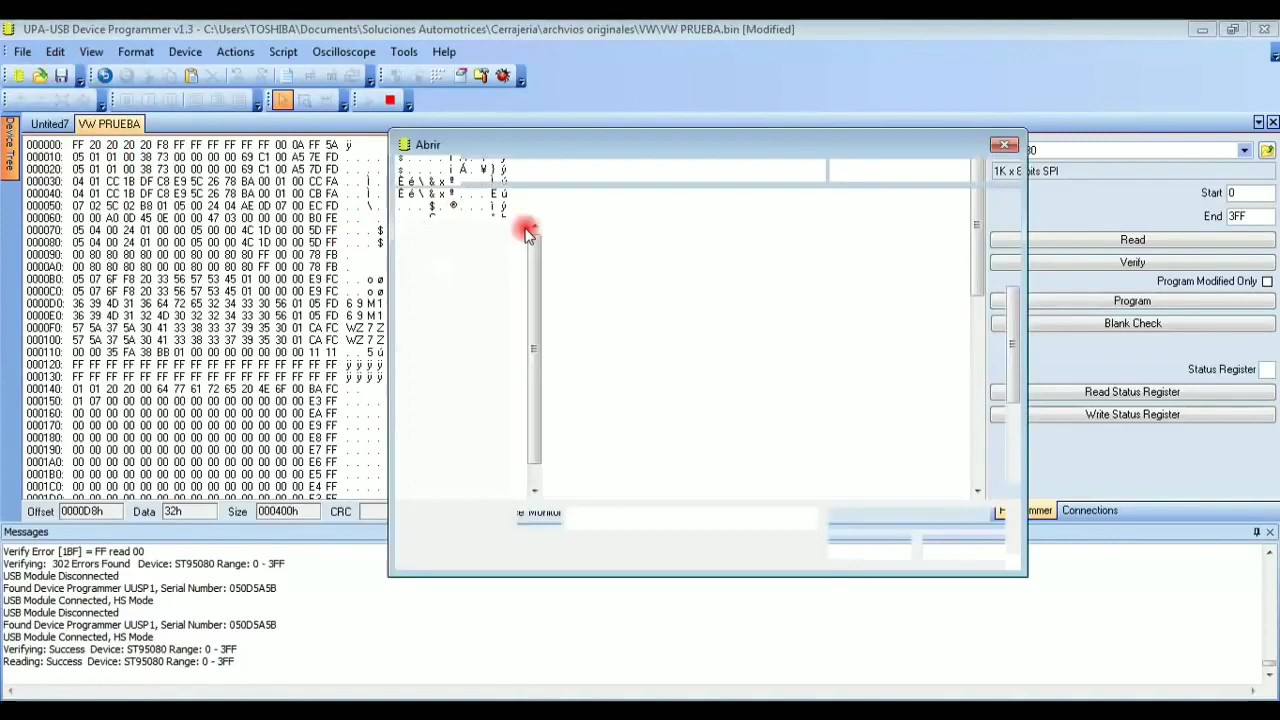 UPA-USB Device Programmer v1.3 - C:\Users\TOSHIBA\Documents\Soluciones Automotrices\Cerrajeria\archvios originales\VW\VW PRUEBA.bin [Modified]
File Edit View Format Device Actions Script Oscilloscope Tools Help
Device Tree
Untitled7 VW PRUEBA
000000: FF 20 20 20 20 F8 FF FF FF FF FF FF 00 0A FF 5A ÿ
000010: 05 01 01 00 38 73 00 00 00 00 69 C1 00 A5 7E FD
000020: 05 01 01 00 38 73 00 00 00 00 69 C1 00 A5 7D FD
000030: 04 01 CC 1B DF C8 E9 5C 26 78 BA 00 01 00 CC FA
000040: 04 01 CC 1B DF C8 E9 5C 26 78 BA 00 01 00 CB FA
000050: 07 02 5C 02 B8 01 05 00 24 04 AE 0D 07 00 EC FD
000060: 00 00 A0 0D 45 0E 00 00 47 03 00 00 00 00 B0 FE
000070: 05 04 00 24 01 00 05 00 05 00 4C 1D 00 00 5D FF
000080: 05 04 00 24 01 00 05 00 05 00 4C 1D 00 00 5D FF
000090: 00 80 80 80 80 00 80 00 80 80 FF 00 00 00 78 FB
0000A0: 00 80 80 80 80 00 80 00 80 80 FF 00 00 00 78 FB
0000B0: 05 07 6F F8 20 33 56 57 53 45 01 00 00 00 E9 FC
0000C0: 05 07 6F F8 20 33 56 57 53 45 01 00 00 00 E9 FC
0000D0: 36 39 4D 31 36 64 72 65 32 34 33 30 56 01 05 FD 6 9 M 1
0000E0: 36 39 4D 31 32 4D 30 32 32 34 33 30 56 01 05 FD 6 9 M 1
0000F0: 57 5A 37 5A 30 41 33 38 33 37 39 35 30 01 CA FC WZ 7 Z
000100: 57 5A 37 5A 30 41 33 38 33 37 39 35 30 01 CA FC WZ 7 Z
000110: 00 00 35 FA 38 BB 01 00 00 00 00 00 00 00 11 11 . . 5 ú
000120: FF FF FF FF FF FF FF FF FF FF FF FF FF FF FF FF ÿ ÿ ÿ ÿ
000130: FF FF FF FF FF FF FF FF FF FF FF FF FF FF FF FF ÿ ÿ ÿ ÿ
000140: 01 01 20 20 00 64 77 61 72 65 20 4E 6F 00 BA FC
000150: 01 07 00 00 00 00 00 00 00 00 00 00 00 00 E3 FF
000160: 00 00 00 00 00 00 00 00 00 00 00 00 00 00 EA FF
000170: 00 00 00 00 00 00 00 00 00 00 00 00 00 00 E9 FF
000180: 00 00 00 00 00 00 00 00 00 00 00 00 00 00 E8 FF
000190: 00 00 00 00 00 00 00 00 00 00 00 00 00 00 E7 FF
0001A0: 00 00 00 00 00 00 00 00 00 00 00 00 00 00 E6 FF
0001B0: 00 00 00 00 00 00 00 00 00 00 00 00 00 00 E5 FF
0001C0: 00 00 00 00 00 00 00 00 00 00 00 00 00 00 E4 FF
Offset 0000D8h Data 32h Size 000400h CRC
Abrir
1K x 8 bits SPI
Start 0
End 3FF
Read
Verify
Program Modified Only
Program
Blank Check
Status Register
Read Status Register
Write Status Register
Connections
Messages
Verify Error [1BF] = FF read 00
Verifying: 302 Errors Found Device: ST95080 Range: 0 - 3FF
USB Module Disconnected
Found Device Programmer UUSP1, Serial Number: 050D5A5B
USB Module Connected, HS Mode
USB Module Disconnected
Found Device Programmer UUSP1, Serial Number: 050D5A5B
USB Module Connected, HS Mode
Verifying: Success Device: ST95080 Range: 0 - 3FF
Reading: Success Device: ST95080 Range: 0 - 3FF